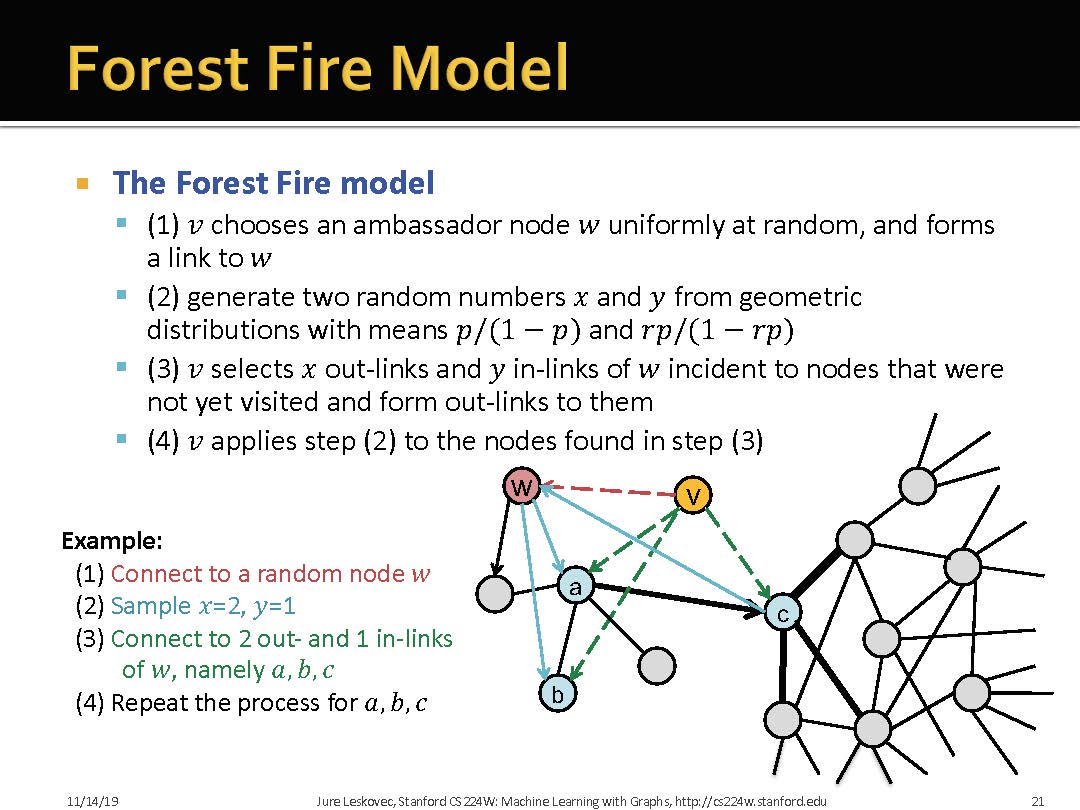 Forest Fire Model
The Forest Fire model
(1) v chooses an ambassador node w uniformly at random, and forms
a link to w
(2) generate two random numbers x and y from geometric
distributions with means p/(1 − p) and rp/(1 − rp)
(3) v selects x out-links and y in-links of w incident to nodes that were
not yet visited and form out-links to them
(4) v applies step (2) to the nodes found in step (3)
w
v
a
c
b
Example:
(1) Connect to a random node w
(2) Sample x=2, y=1
(3) Connect to 2 out- and 1 in-links
of w, namely a, b, c
(4) Repeat the process for a, b, c
11/14/19
Jure Leskovec, Stanford CS224W: Machine Learning with Graphs, http://cs224w.stanford.edu
21